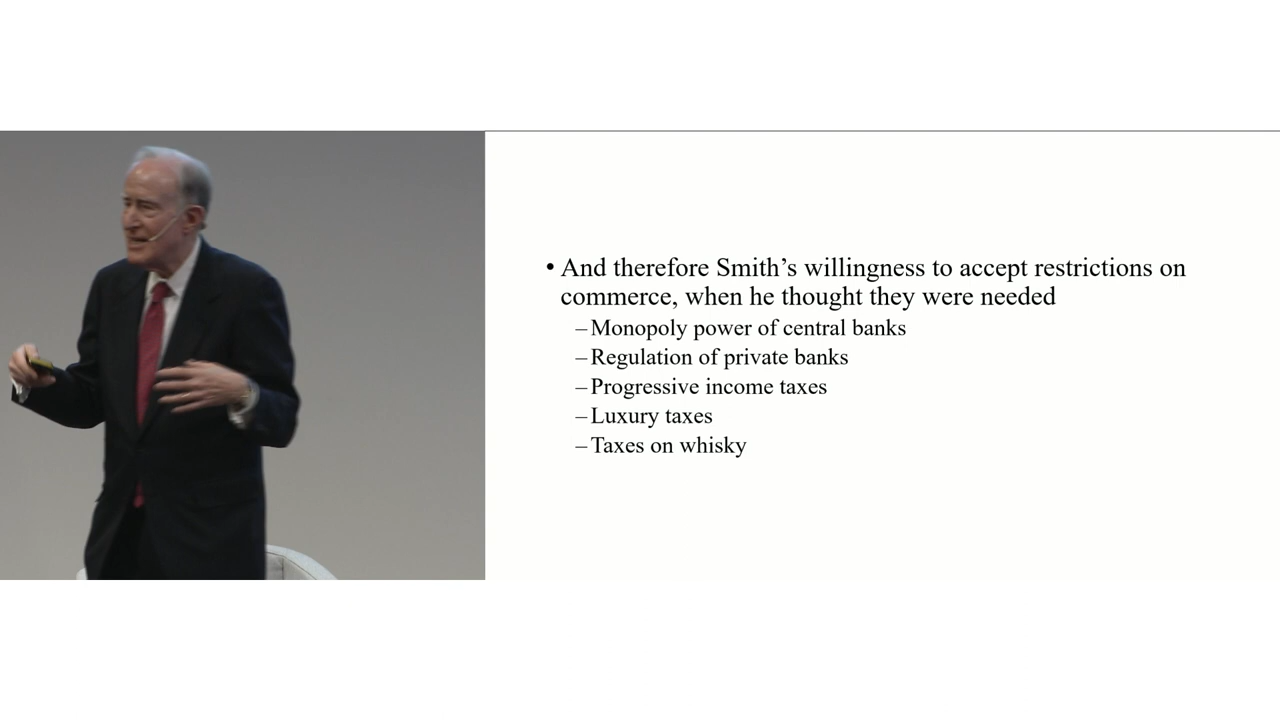 • And therefore Smith’s willingness to accept restrictions on
commerce, when he thought they were needed
– Monopoly power of central banks
– Regulation of private banks
– Progressive income taxes
– Luxury taxes
– Taxes on whisky